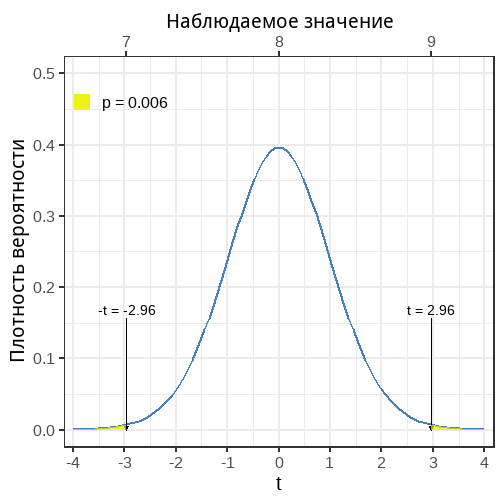 Наблюдаемое значение
7 8 9
0.5
p = 0.006
0.4
0.3
0.2
-t = -2.96 t = 2.96
0.1
0.0
-4 -3 -2 -1 0 1 2 3 4
t
Плотность вероятности